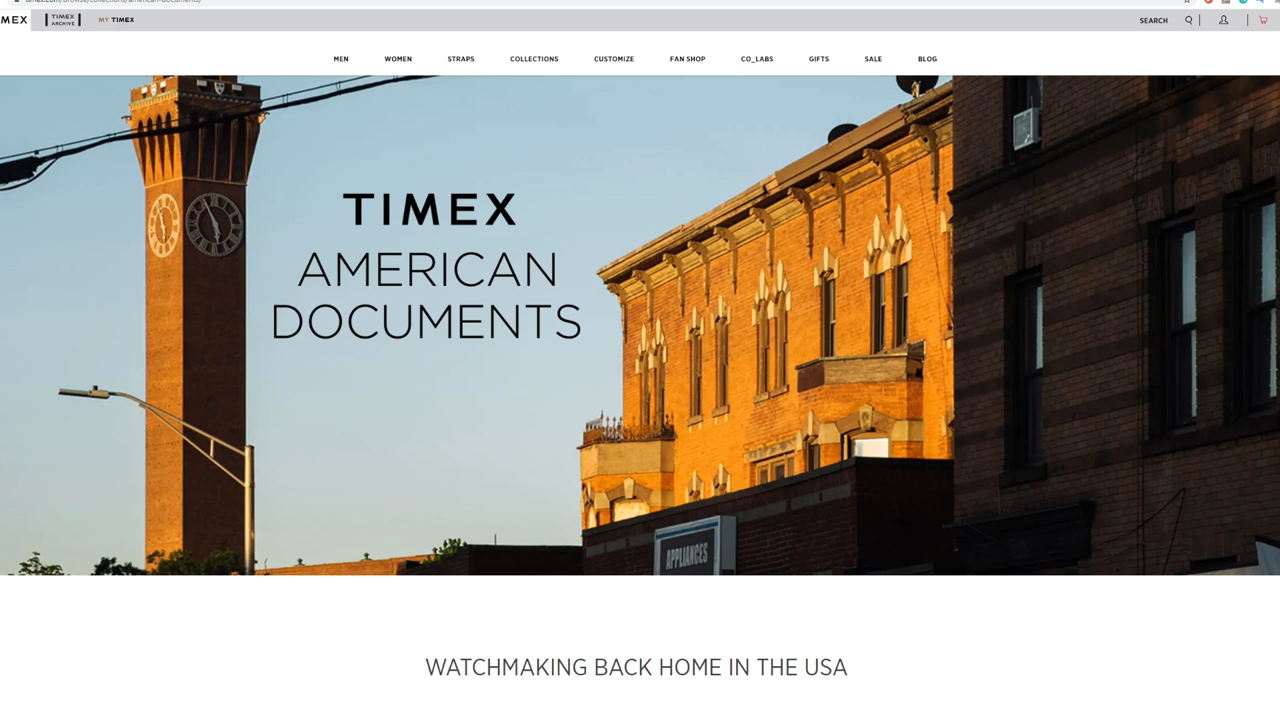 MEX
TIMEX ARCHIVE
MY TIMEX
SEARCH
MEN WOMEN STRAPS COLLECTIONS CUSTOMIZE FAN SHOP CO_LABS GIFTS SALE BLOG
TIMEX
AMERICAN
DOCUMENTS
APPLIANCES
WATCHMAKING BACK HOME IN THE USA